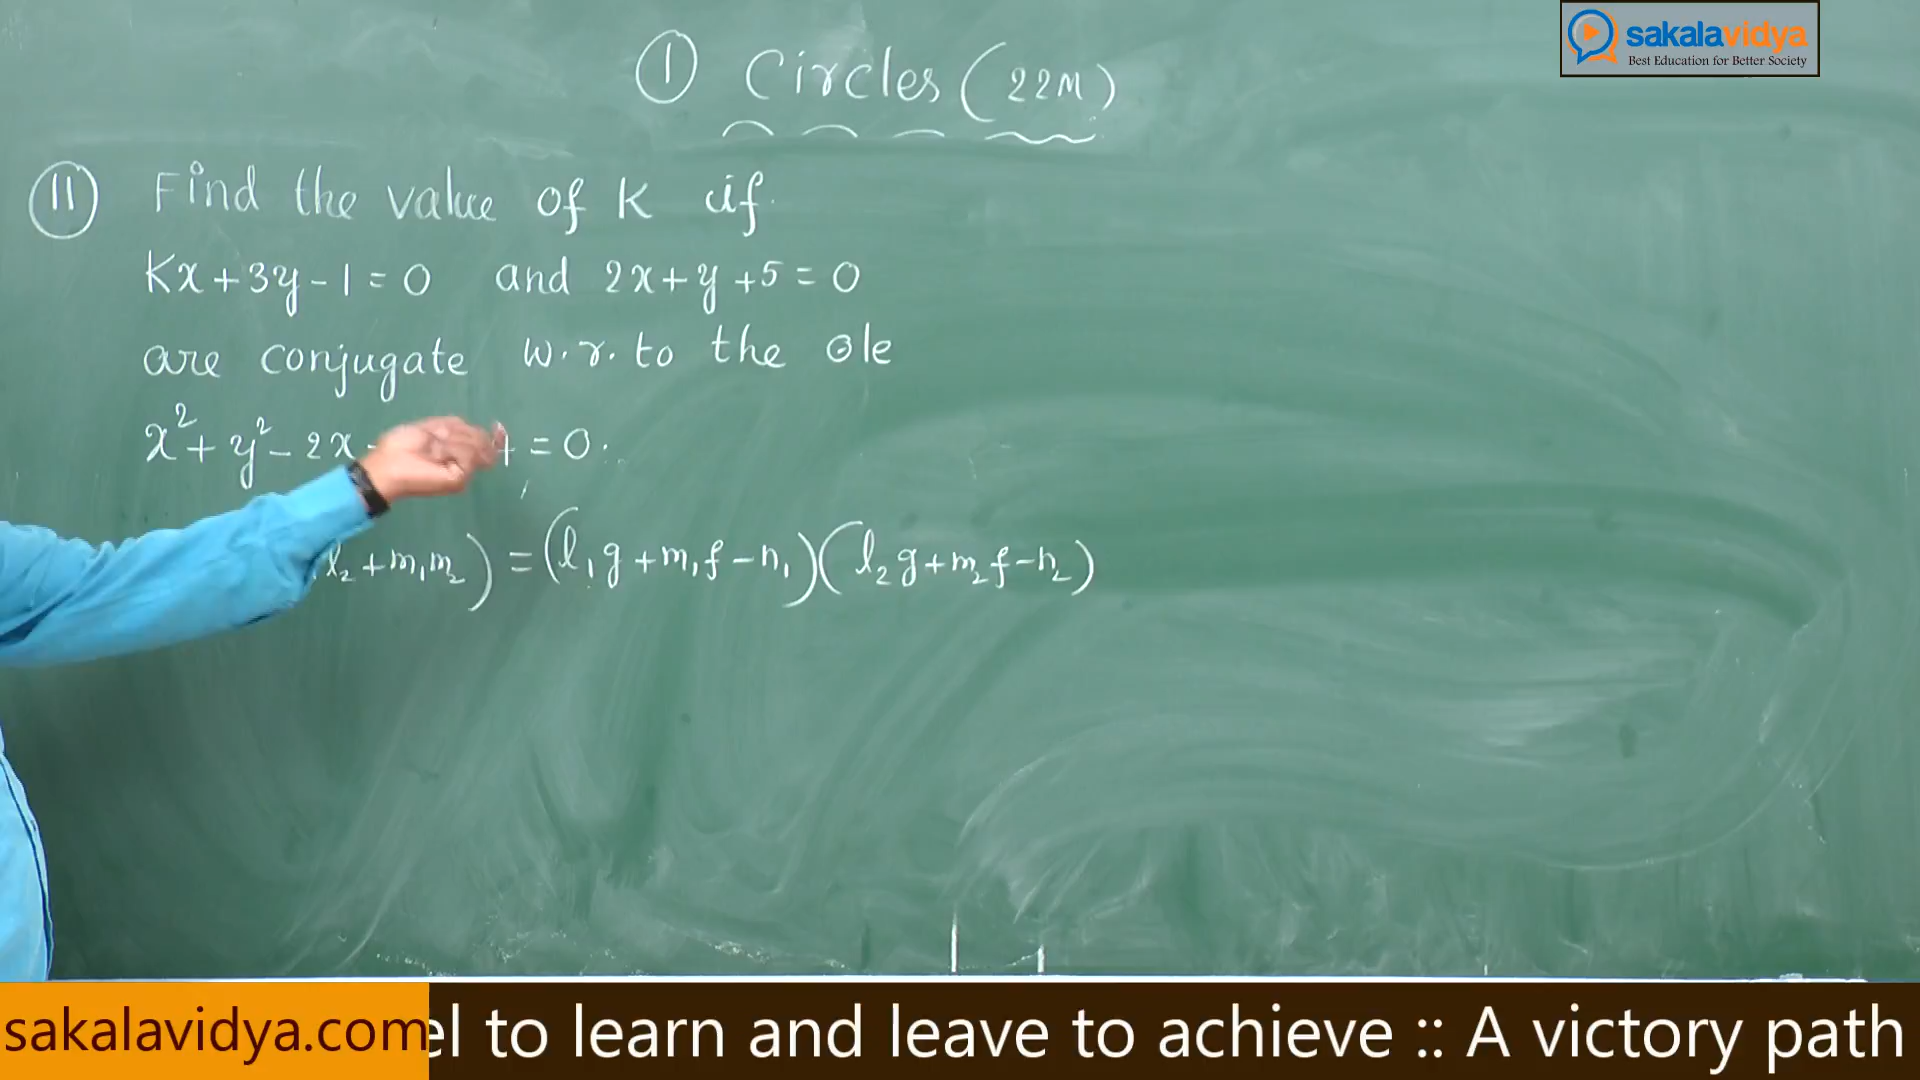 ① Circles (22M)
sakalavidya
Best Education for Better Society
⑪ Find the value of K if
Kx+3y-1=0 and 2x+y+5=0
are conjugate w.r.to the ⊙le
x²+y²-2x- = 0.
l₂+m₁m₂) = (l₁g+m₁f-n₁)(l₂g+m₂f-n₂)
sakalavidya.com
el to learn and leave to achieve :: A victory path